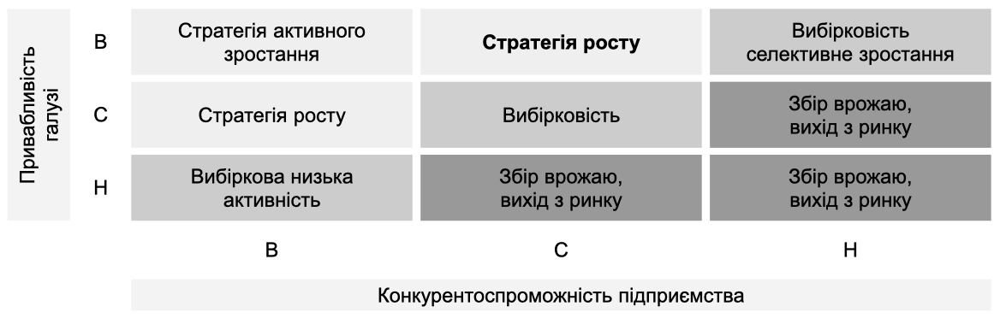 Привабливість
галузі
В
Стратегія активного
зростання
Стратегія росту
Вибірковість
селективне зростання
С
Стратегія росту
Вибірковість
Збір врожаю,
вихід з ринку
Н
Вибіркова низька
активність
Збір врожаю,
вихід з ринку
Збір врожаю,
вихід з ринку
В
С
Н
Конкурентоспроможність підприємства